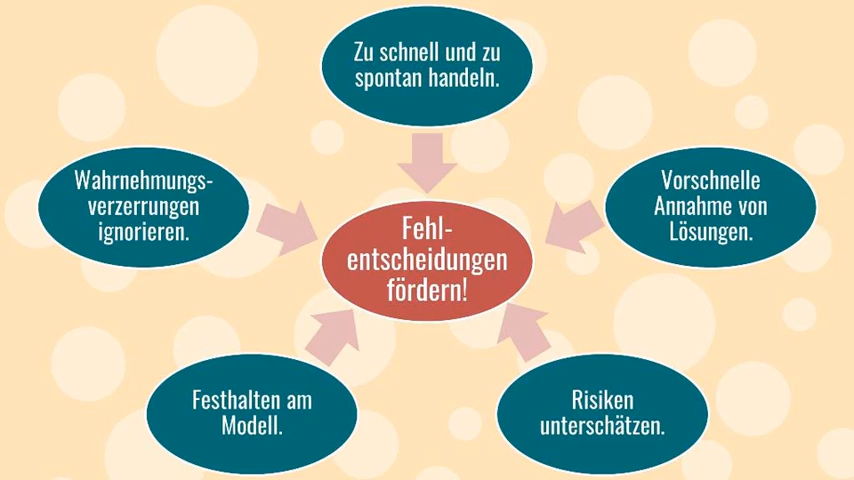 Zu schnell und zu
spontan handeln.
Wahrnehmungs-
verzerrungen
ignorieren.
Vorschnelle
Annahme von
Lösungen.
Fehl-
entscheidungen
fördern!
Festhalten am
Modell.
Risiken
unterschätzen.